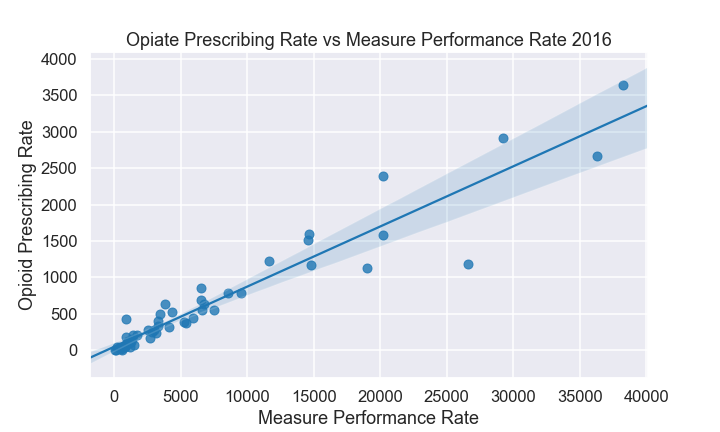 Opiate Prescribing Rate vs Measure Performance Rate 2016
4000
3500
3000
2500
2000
1500
1000
500
0
Opioid Prescribing Rate
0 5000 10000 15000 20000 25000 30000 35000 40000
Measure Performance Rate